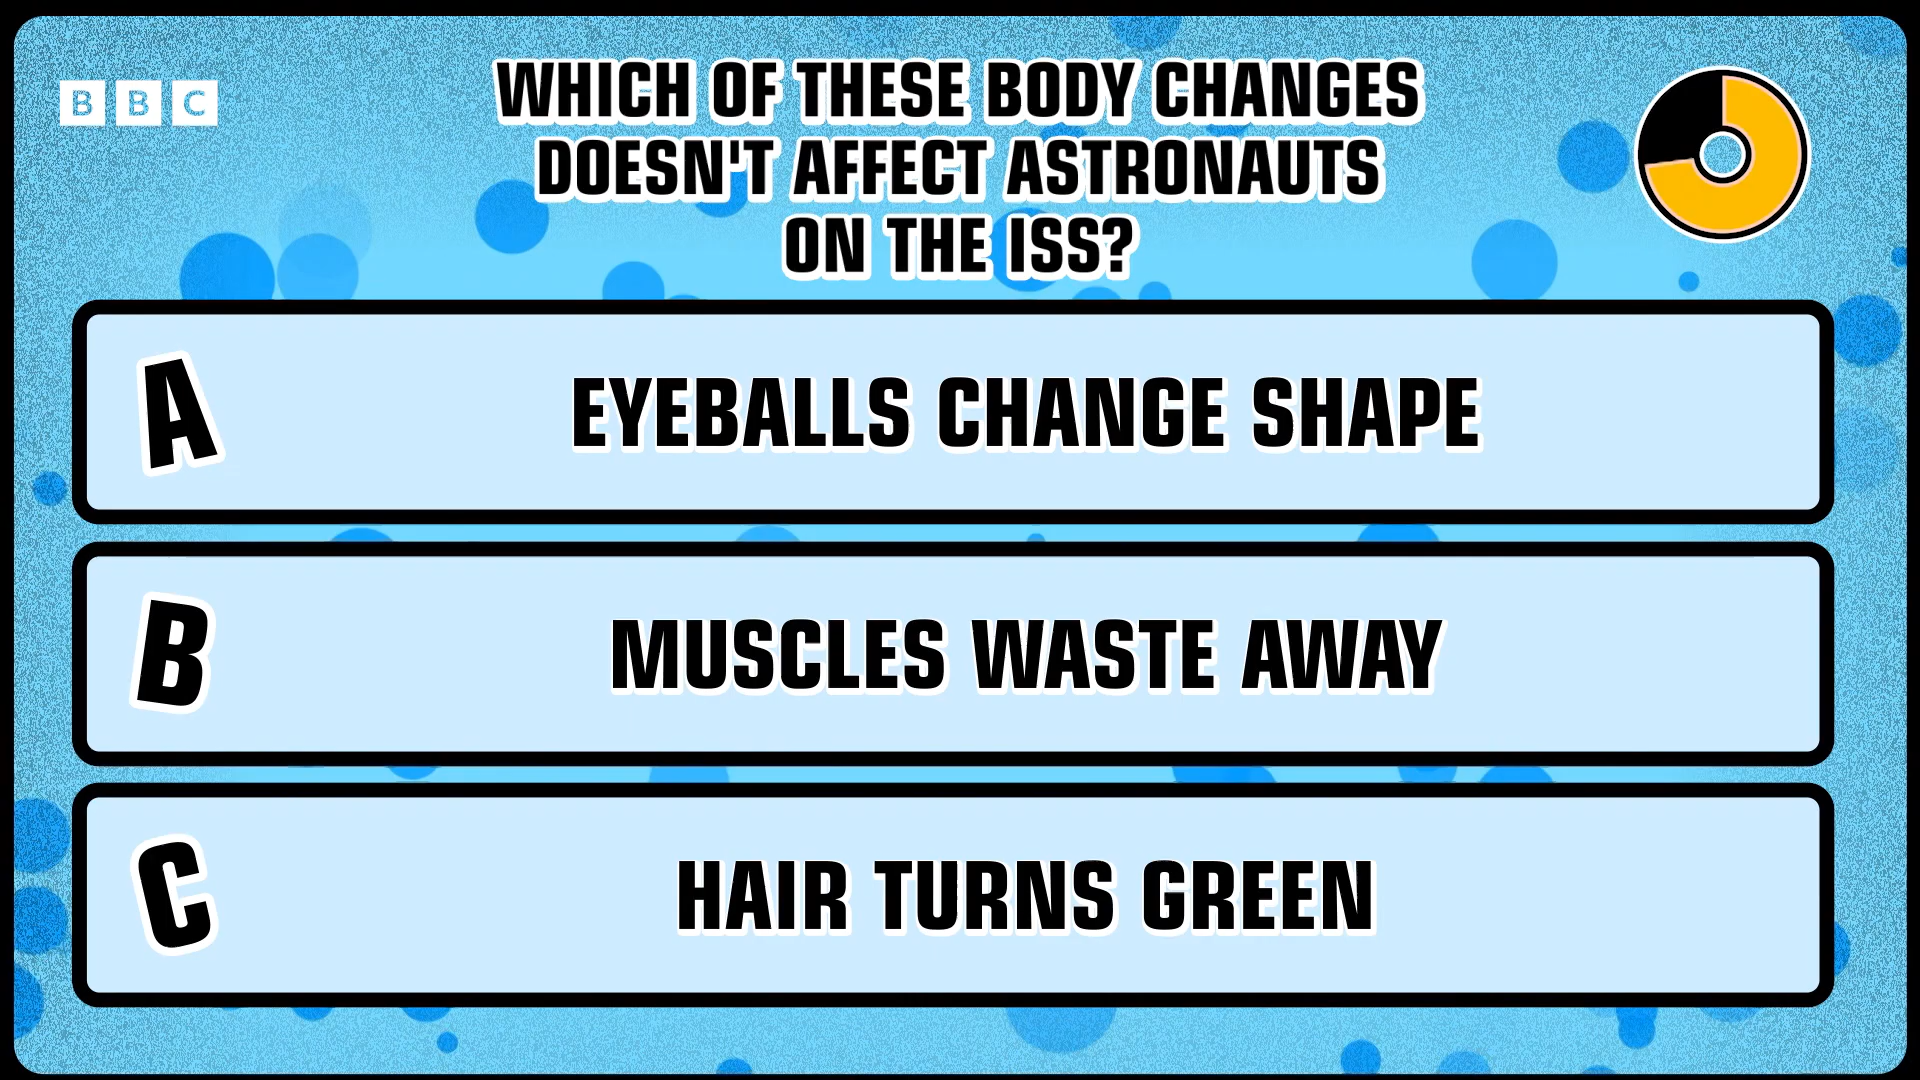 BBC
WHICH OF THESE BODY CHANGES
DOESN'T AFFECT ASTRONAUTS
ON THE ISS?
A
EYEBALLS CHANGE SHAPE
B
MUSCLES WASTE AWAY
C
HAIR TURNS GREEN